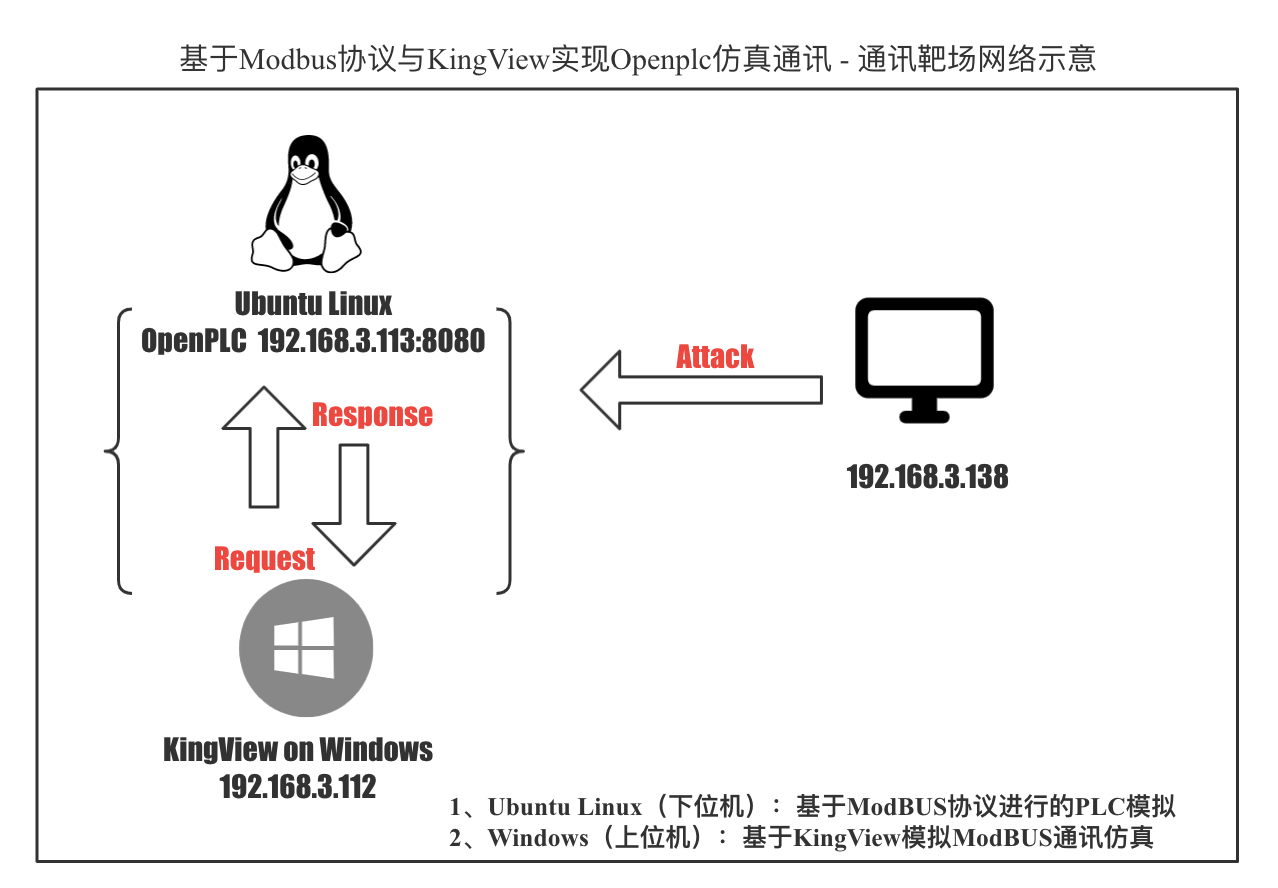 基于Modbus协议与KingView实现Openplc仿真通讯 - 通讯靶场网络示意
Ubuntu Linux
OpenPLC 192.168.3.113:8080
Attack
Response
192.168.3.138
Request
KingView on Windows
192.168.3.112
1、Ubuntu Linux（下位机）：基于ModBUS协议进行的PLC模拟
2、Windows（上位机）：基于KingView模拟ModBUS通讯仿真